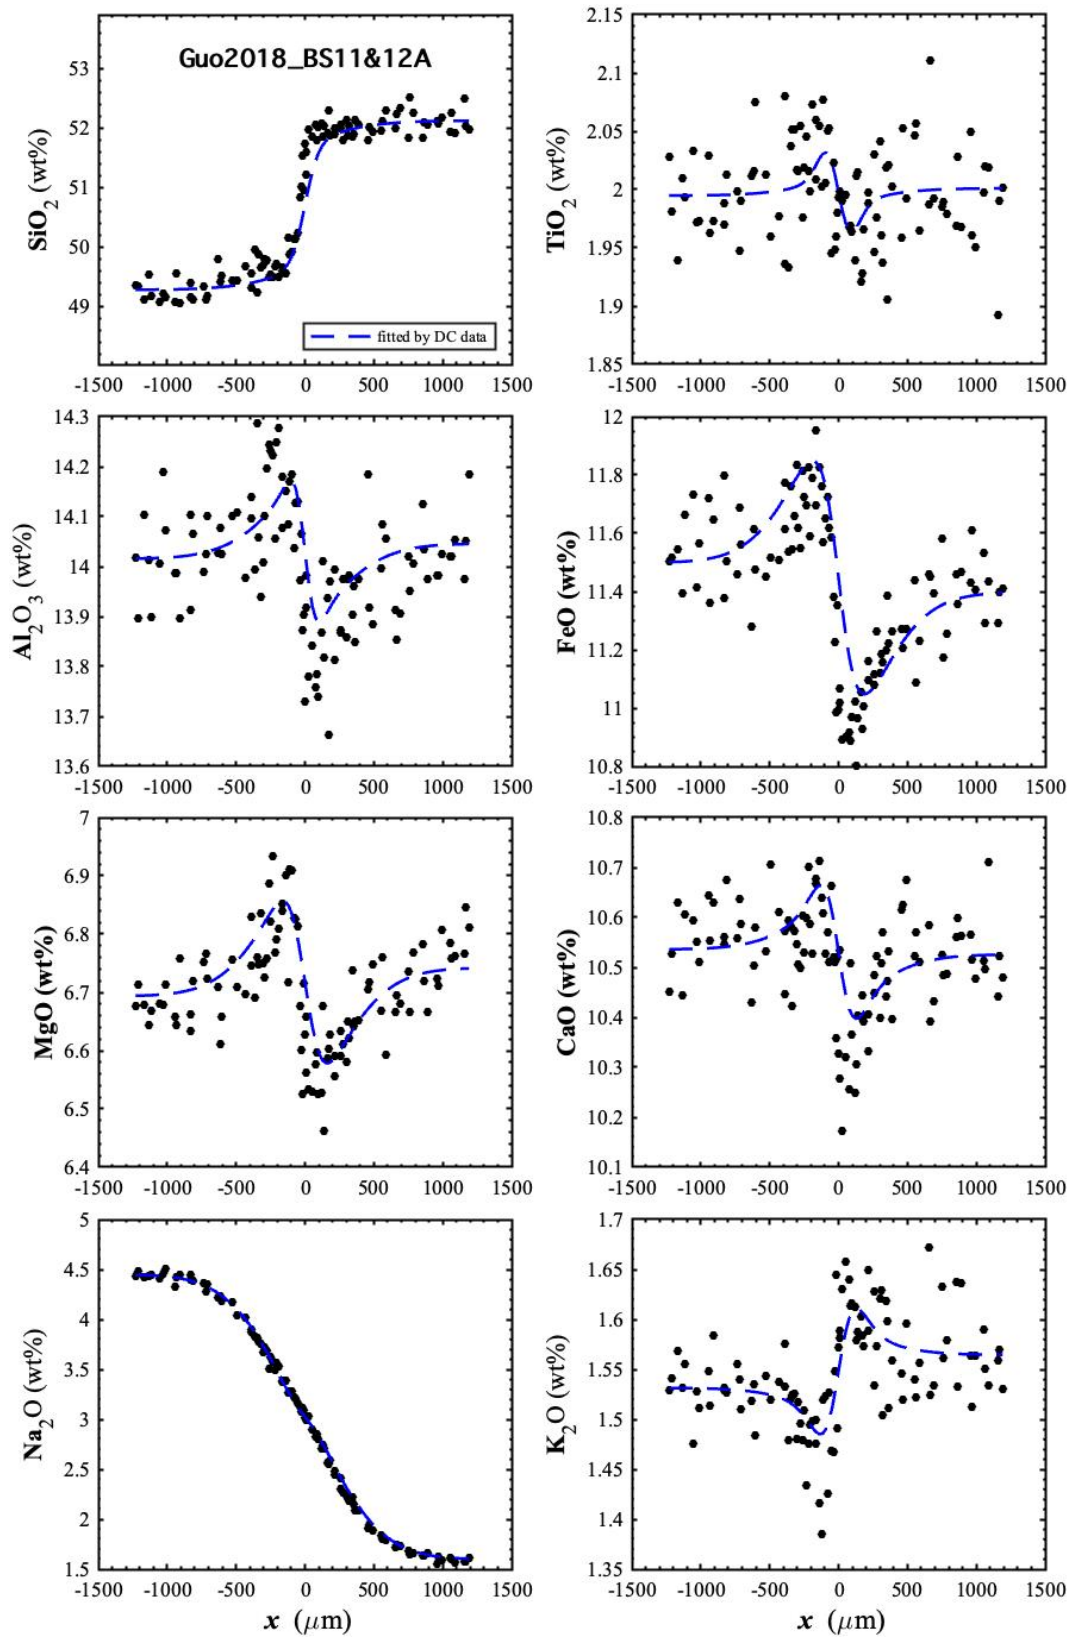 Guo2018_BS11&12A
SiO₂ (wt%)
53
52
51
50
49
fitted by DC data
-1500 -1000 -500 0 500 1000 1500
TiO₂ (wt%)
2.15
2.1
2.05
2
1.95
1.9
1.85
-1500 -1000 -500 0 500 1000 1500
Al₂O₃ (wt%)
14.3
14.2
14.1
14
13.9
13.8
13.7
13.6
-1500 -1000 -500 0 500 1000 1500
FeO (wt%)
12
11.8
11.6
11.4
11.2
11
10.8
-1500 -1000 -500 0 500 1000 1500
MgO (wt%)
7
6.9
6.8
6.7
6.6
6.5
6.4
-1500 -1000 -500 0 500 1000 1500
CaO (wt%)
10.8
10.7
10.6
10.5
10.4
10.3
10.2
10.1
-1500 -1000 -500 0 500 1000 1500
Na₂O (wt%)
5
4.5
4
3.5
3
2.5
2
1.5
-1500 -1000 -500 0 500 1000 1500
x (μm)
K₂O (wt%)
1.7
1.65
1.6
1.55
1.5
1.45
1.4
1.35
-1500 -1000 -500 0 500 1000 1500
x (μm)